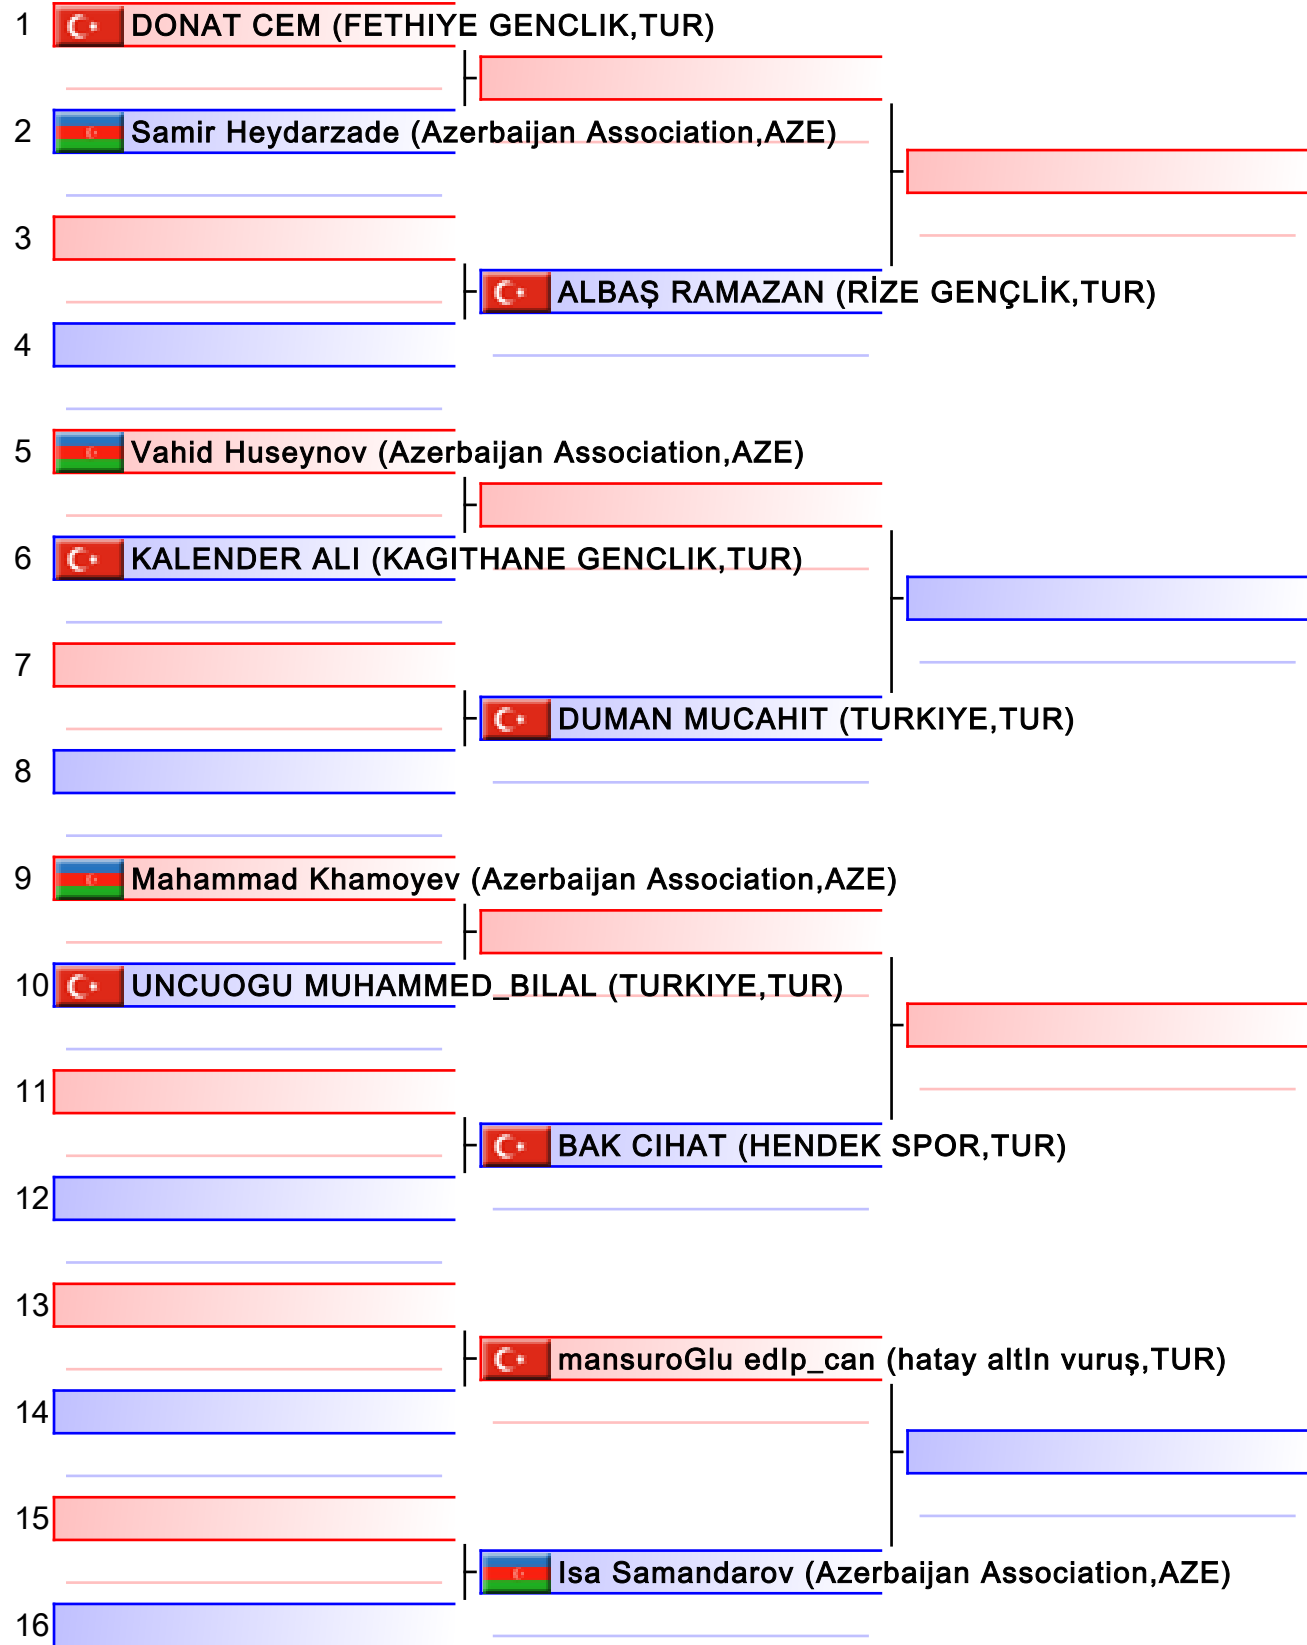 1 DONAT CEM (FETHIYE GENCLIK,TUR)
2 Samir Heydarzade (Azerbaijan Association,AZE)
3
ALBAŞ RAMAZAN (RİZE GENÇLİK,TUR)
4
5 Vahid Huseynov (Azerbaijan Association,AZE)
6 KALENDER ALI (KAGITHANE GENCLIK,TUR)
7
DUMAN MUCAHIT (TURKIYE,TUR)
8
9 Mahammad Khamoyev (Azerbaijan Association,AZE)
10 UNCUOGU MUHAMMED_BILAL (TURKIYE,TUR)
11
BAK CIHAT (HENDEK SPOR,TUR)
12
13
mansuroGlu edIp_can (hatay altIn vuruş,TUR)
14
15
Isa Samandarov (Azerbaijan Association,AZE)
16